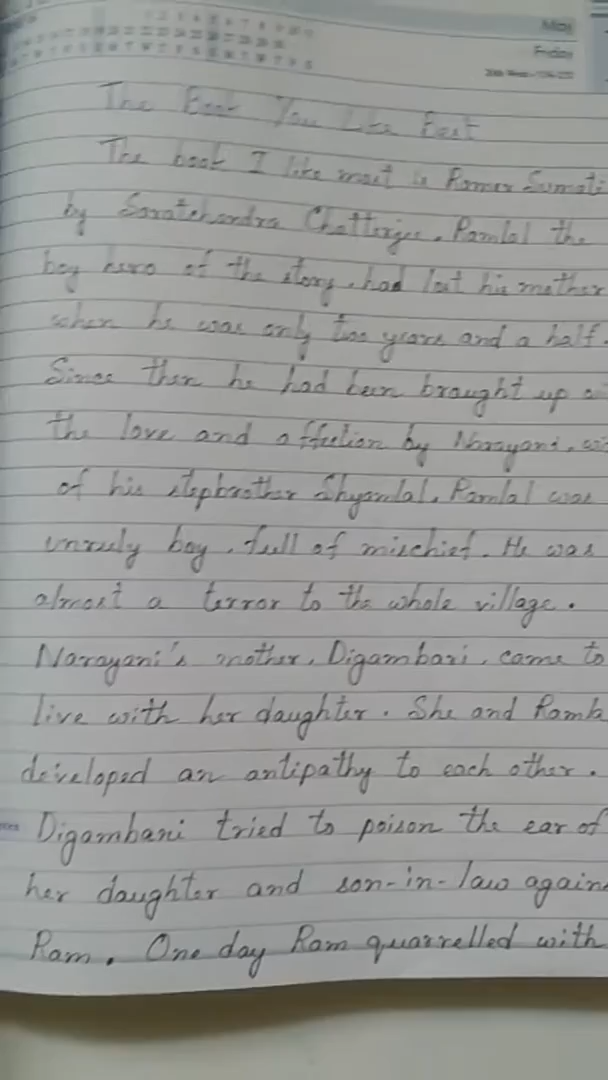 May
Friday
The Book You Like Best
The book I like most is Ramer Sumati
by Saratchandra Chatterjee. Ramlal the
boy hero of the story, had lost his mother
when he was only two years and a half.
Since then he had been brought up
the love and affection by Narayani,
of his stepbrother Shyamlal. Ramlal was
unruly boy, full of mischief. He was
almost a terror to the whole village.
Narayani's mother, Digambari, came to
live with her daughter. She and Ramla
developed an antipathy to each other.
Digambani tried to poison the ear of
her daughter and son-in-law agains
Ram. One day Ram quarrelled with